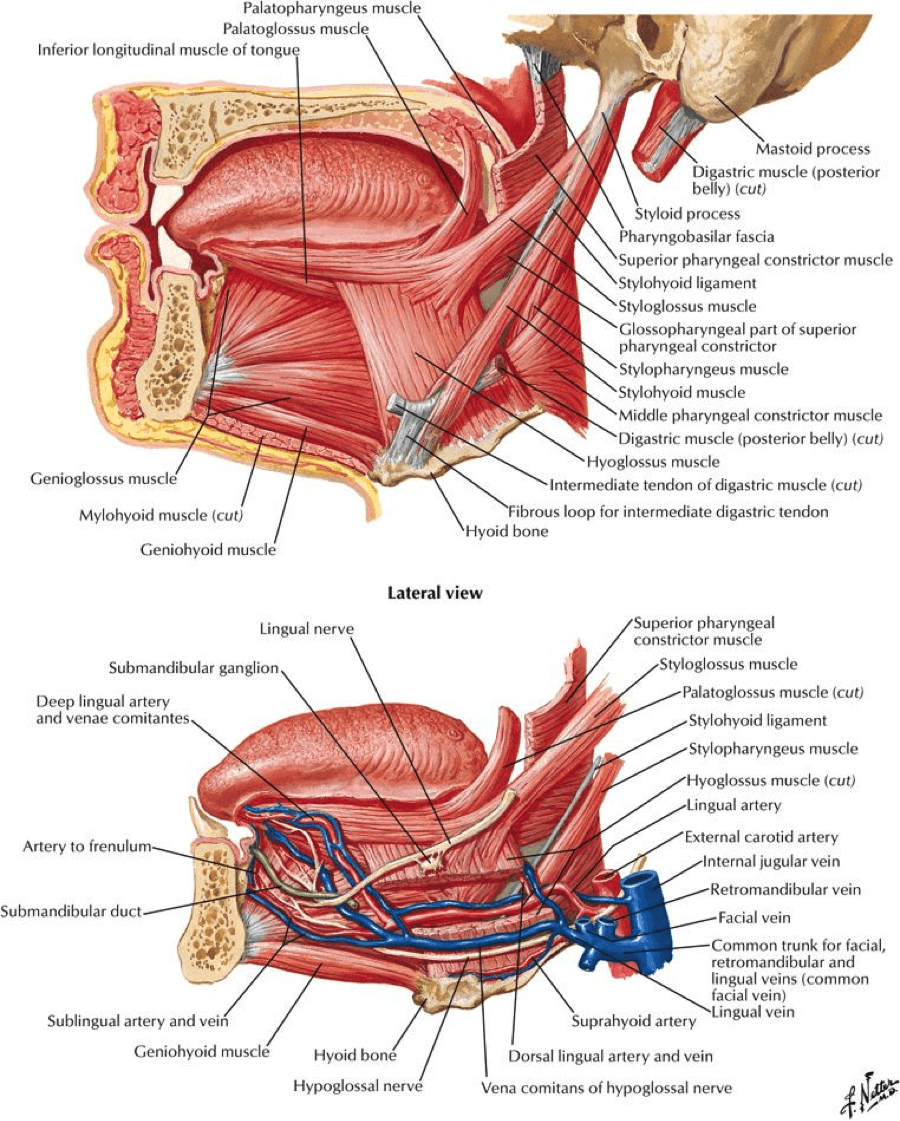 Palatopharyngeus muscle
Palatoglossus muscle
Inferior longitudinal muscle of tongue
Mastoid process
Digastric muscle (posterior
belly) (cut)
Styloid process
Pharyngobasilar fascia
Superior pharyngeal constrictor muscle
Stylohyoid ligament
Styloglossus muscle
Glossopharyngeal part of superior
pharyngeal constrictor
Stylopharyngeus muscle
Stylohyoid muscle
Middle pharyngeal constrictor muscle
Digastric muscle (posterior belly) (cut)
Hyoglossus muscle
Intermediate tendon of digastric muscle (cut)
Fibrous loop for intermediate digastric tendon
Hyoid bone
Genioglossus muscle
Mylohyoid muscle (cut)
Geniohyoid muscle
Lateral view
Lingual nerve
Submandibular ganglion
Deep lingual artery
and venae comitantes
Superior pharyngeal
constrictor muscle
Styloglossus muscle
Palatoglossus muscle (cut)
Stylohyoid ligament
Stylopharyngeus muscle
Hyoglossus muscle (cut)
Lingual artery
External carotid artery
Internal jugular vein
Retromandibular vein
Facial vein
Common trunk for facial,
retromandibular and
lingual veins (common
facial vein)
Lingual vein
Artery to frenulum
Submandibular duct
Sublingual artery and vein
Geniohyoid muscle
Hyoid bone
Hypoglossal nerve
Suprahyoid artery
Dorsal lingual artery and vein
Vena comitans of hypoglossal nerve
F. Netter
M.D.